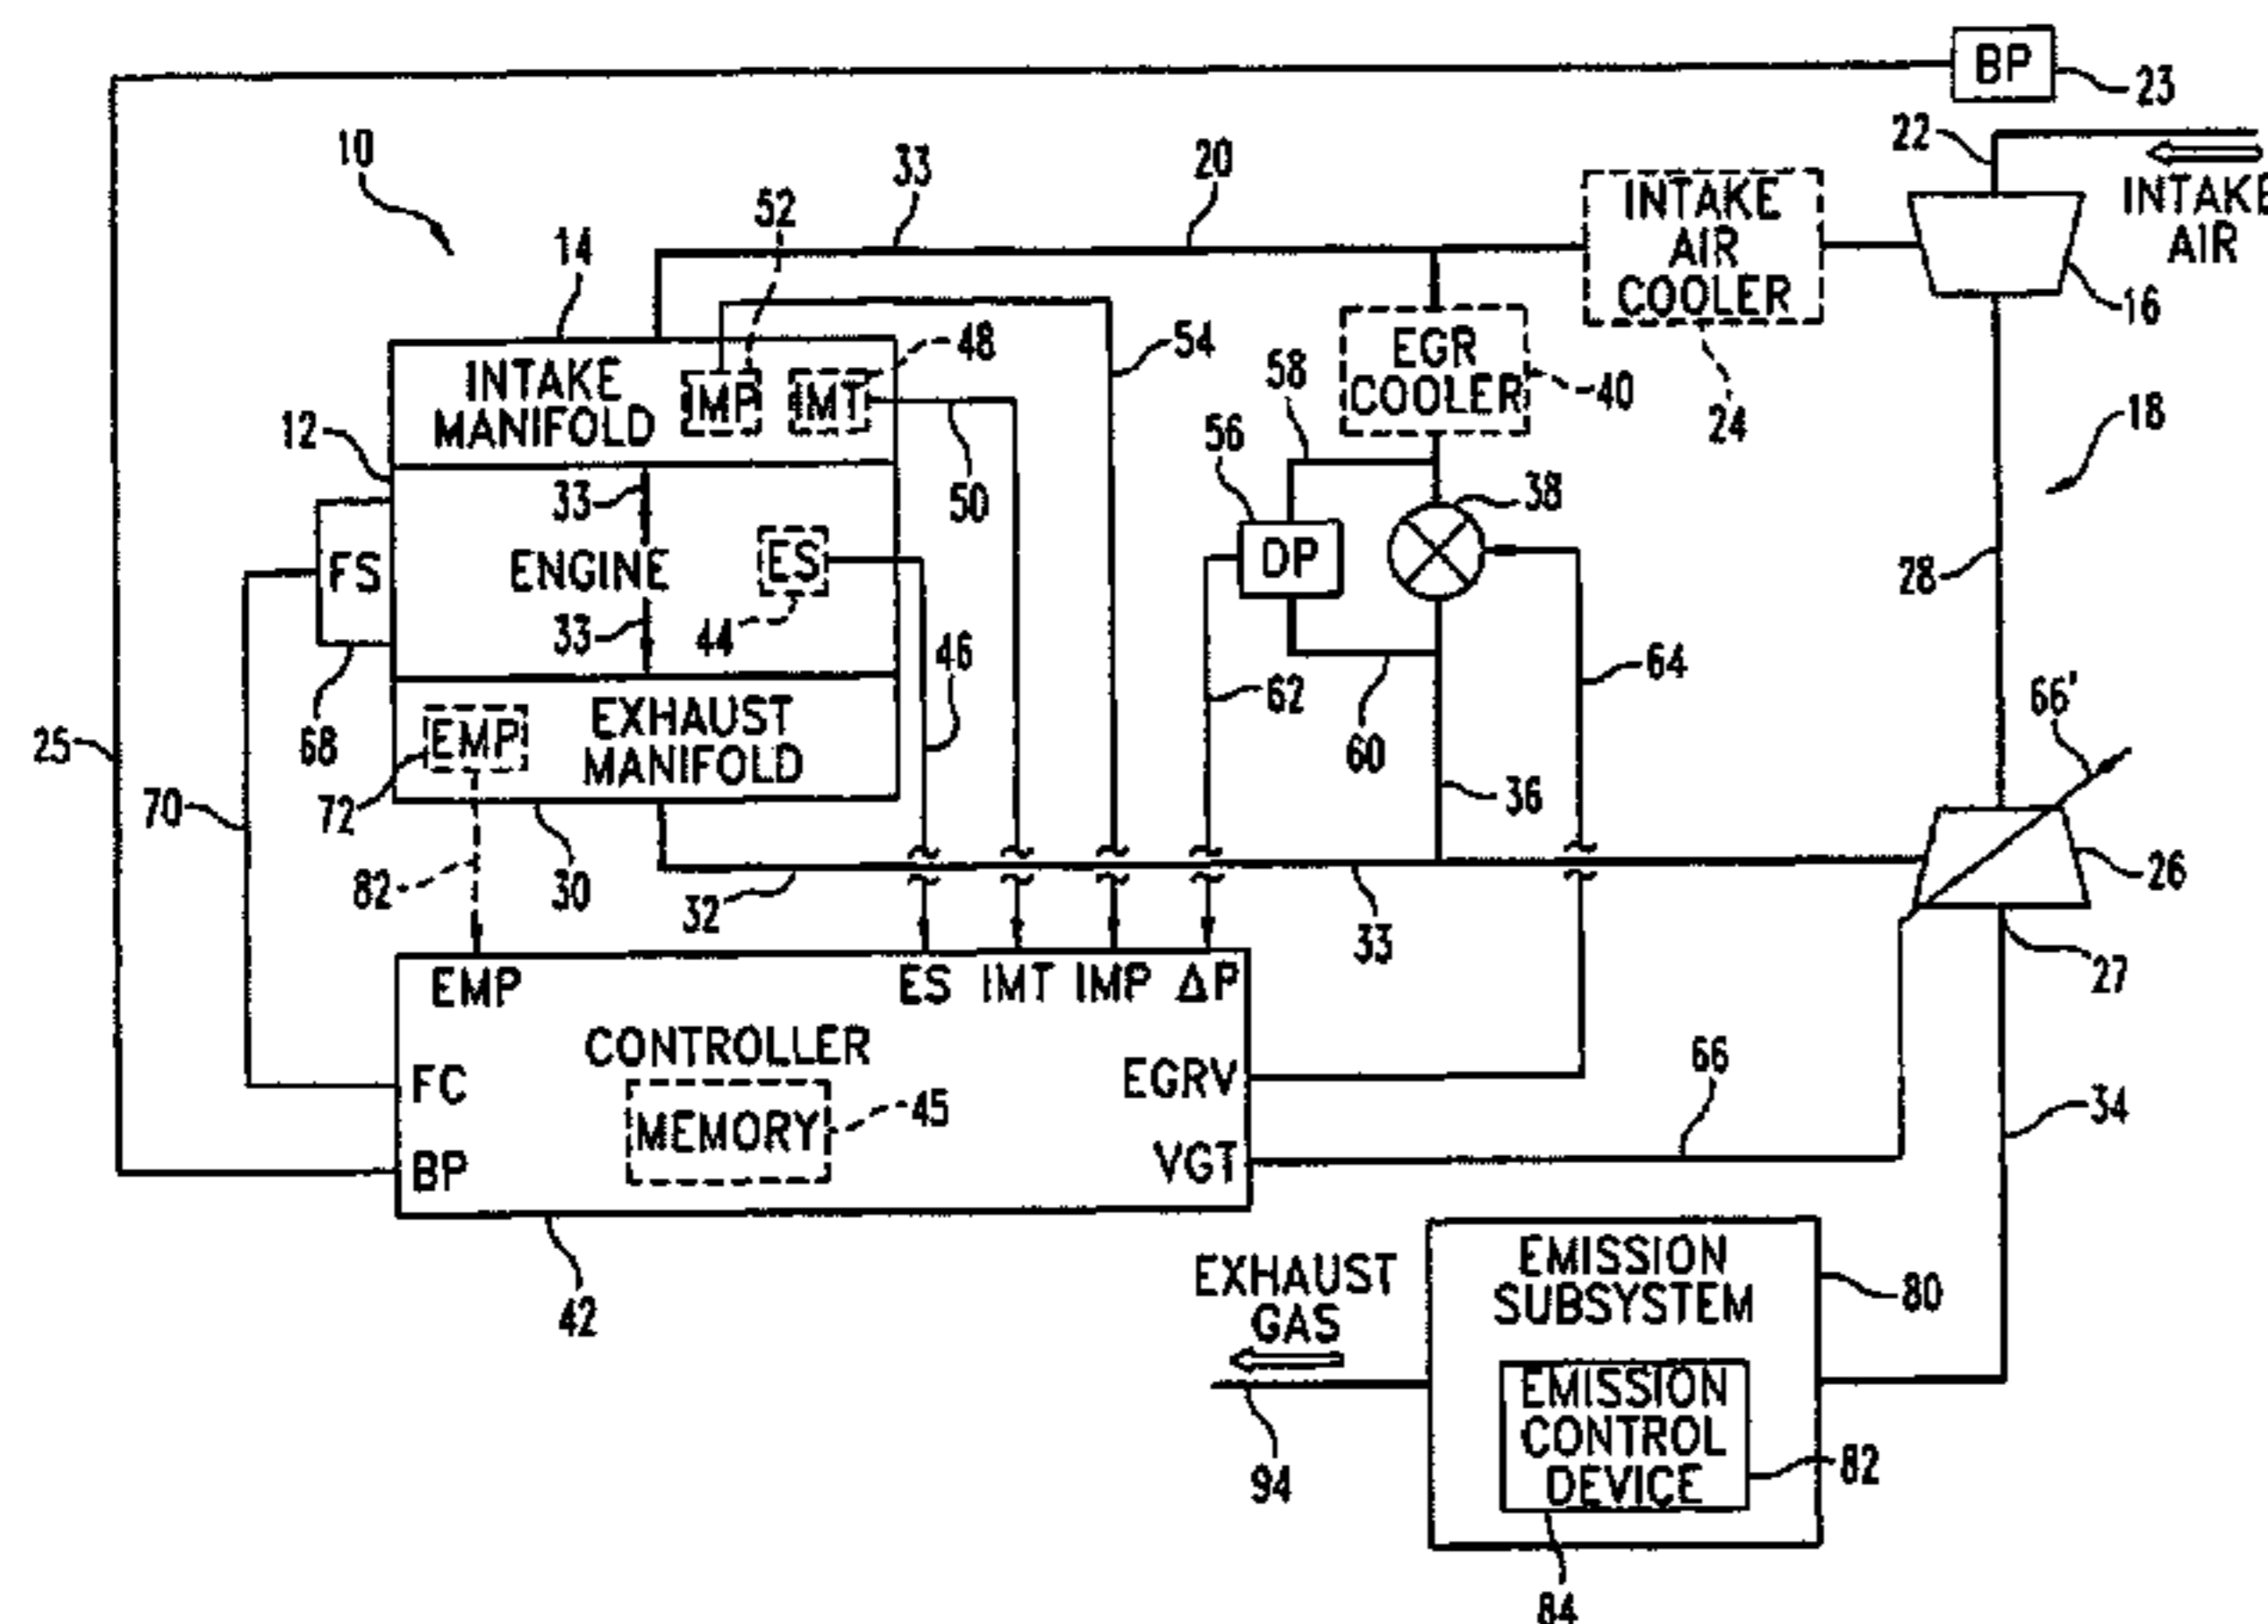 BP
23
22
INTAKE
AIR
10
33
20
52
14
INTAKE
AIR
COOLER
16
24
54
18
INTAKE
MANIFOLD
IMP
IMT
48
50
EGR
COOLER
40
58
56
38
12
33
DP
28
FS
ENGINE
ES
33
44
46
64
62
60
66'
68
EXHAUST
MANIFOLD
EMP
72
36
25
70
82
30
32
33
26
27
EMP
ES
IMT
IMP
ΔP
CONTROLLER
FC
EGRV
66
MEMORY
45
34
BP
VGT
42
EXHAUST
GAS
94
EMISSION
SUBSYSTEM
80
EMISSION
CONTROL
DEVICE
82
84